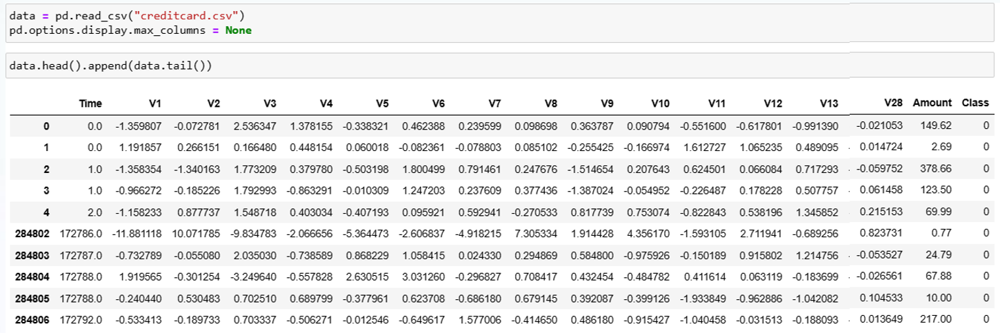 data = pd.read_csv("creditcard.csv")
pd.options.display.max_columns = None
data.head().append(data.tail())
Time V1 V2 V3 V4 V5 V6 V7 V8 V9 V10 V11 V12 V13 V28 Amount Class
0 0.0 -1.359807 -0.072781 2.536347 1.378155 -0.338321 0.462388 0.239599 0.098698 0.363787 0.090794 -0.551600 -0.617801 -0.991390 -0.021053 149.62 0
1 0.0 1.191857 0.266151 0.166480 0.448154 0.060018 -0.082361 -0.078803 0.085102 -0.255425 -0.166974 1.612727 1.065235 0.489095 0.014724 2.69 0
2 1.0 -1.358354 -1.340163 1.773209 0.379780 -0.503198 1.800499 0.791461 0.247676 -1.514654 0.207643 0.624501 0.066084 0.717293 -0.059752 378.66 0
3 1.0 -0.966272 -0.185226 1.792993 -0.863291 -0.010309 1.247203 0.237609 0.377436 -1.387024 -0.054952 -0.226487 0.178228 0.507757 0.061458 123.50 0
4 2.0 -1.158233 0.877737 1.548718 0.403034 -0.407193 0.095921 0.592941 -0.270533 0.817739 0.753074 -0.822843 0.538196 1.345852 0.215153 69.99 0
284802 172786.0 -11.881118 10.071785 -9.834783 -2.066656 -5.364473 -2.606837 -4.918215 7.305334 1.914428 4.356170 -1.593105 2.711941 -0.689256 0.823731 0.77 0
284803 172787.0 -0.732789 -0.055080 2.035030 -0.738589 0.868229 1.058415 0.024330 0.294869 0.584800 -0.975926 -0.150189 0.915802 1.214756 -0.053527 24.79 0
284804 172788.0 1.919565 -0.301254 -3.249640 -0.557828 2.630515 3.031260 -0.296827 0.708417 0.432454 -0.484782 0.411614 0.063119 -0.183699 -0.026561 67.88 0
284805 172788.0 -0.240440 0.530483 0.702510 0.689799 -0.377961 0.623708 -0.686180 0.679145 0.392087 -0.399126 -1.933849 -0.962886 -1.042082 0.104533 10.00 0
284806 172792.0 -0.533413 -0.189733 0.703337 -0.506271 -0.012546 -0.649617 1.577006 -0.414650 0.486180 -0.915427 -1.040458 -0.031513 -0.188093 0.013649 217.00 0